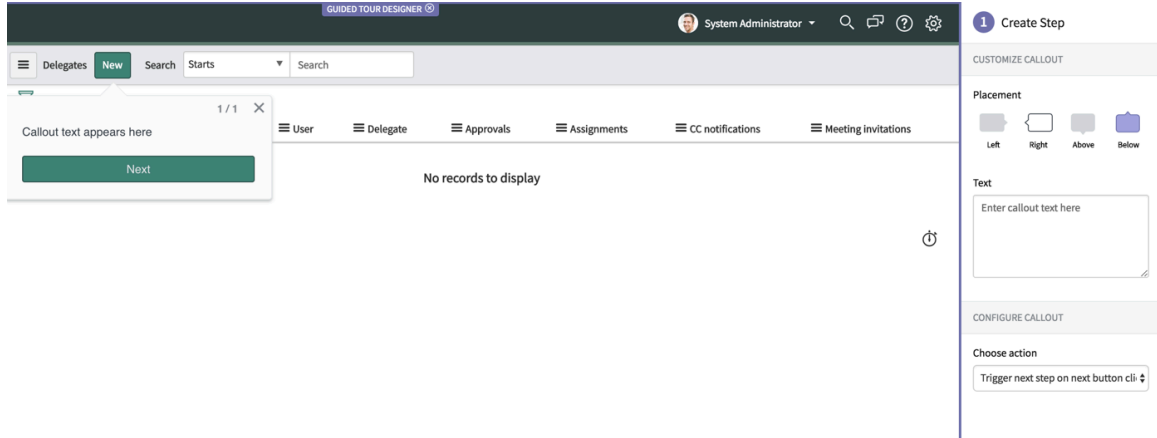 GUIDED TOUR DESIGNER
System Administrator
Delegates New Search Starts Search
1 / 1
Callout text appears here
Next
User Delegate Approvals Assignments CC notifications Meeting invitations
No records to display
1 Create Step
CUSTOMIZE CALLOUT
Placement
Left Right Above Below
Text
Enter callout text here
CONFIGURE CALLOUT
Choose action
Trigger next step on next button cli